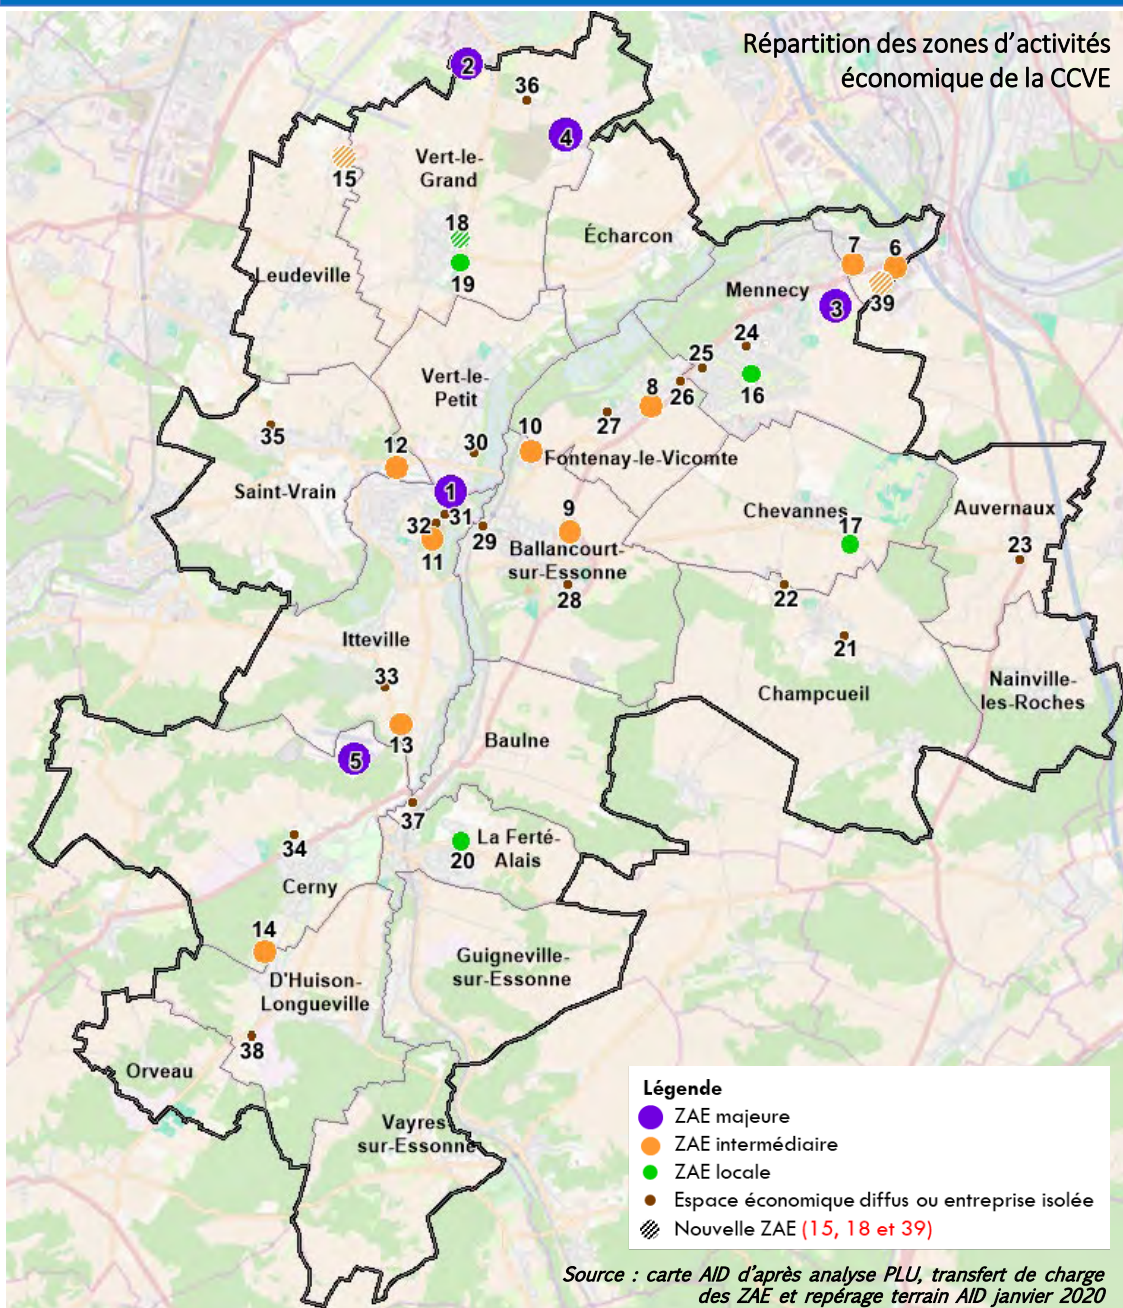 Répartition des zones d'activités
économique de la CCVE
2
36
4
15
Vert-le-
Grand
18
19
Écharcon
Leudeville
7
6
39
Mennecy
3
24
25
26
16
8
27
Vert-le-
Petit
35
12
30
10
Fontenay-le-Vicomte
Saint-Vrain
1
31
32
11
29
9
Ballancourt-
sur-Essonne
28
Chevannes
17
Auvernaux
23
22
21
Champcueil
Nainville-
les-Roches
Itteville
33
13
5
Baulne
37
34
Cerny
20
La Ferté-
Alais
14
D'Huison-
Longueville
Guigneville-
sur-Essonne
38
Orveau
Vayres-
sur-Essonne
Légende
ZAE majeure
ZAE intermédiaire
ZAE locale
Espace économique diffus ou entreprise isolée
Nouvelle ZAE (15, 18 et 39)
Source : carte AID d'après analyse PLU, transfert de charge
des ZAE et repérage terrain AID janvier 2020